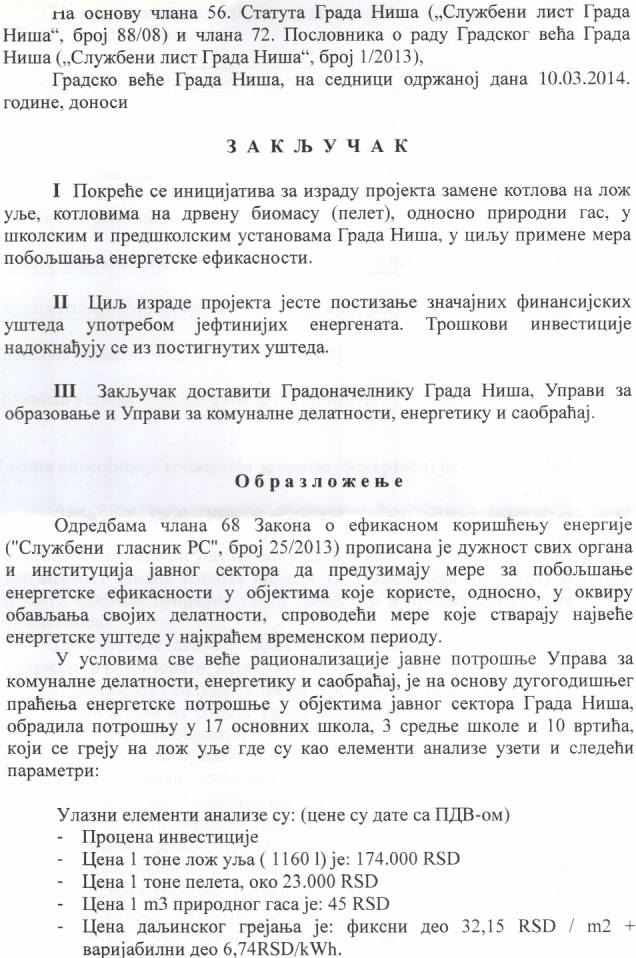 На основу члана 56. Статута Града Ниша („Службени лист Града
Ниша“, број 88/08) и члана 72. Пословника о раду Градског већа Града
Ниша („Службени лист Града Ниша“, број 1/2013),
Градско веће Града Ниша, на седници одржаној дана 10.03.2014.
године, доноси
З А К Љ У Ч А К
I Покреће се иницијатива за израду пројекта замене котлова на лож
уље, котловима на дрвену биомасу (пелет), односно природни гас, у
школским и предшколским установама Града Ниша, у циљу примене мера
побољшања енергетске ефикасности.
II Циљ израде пројекта јесте постизање значајних финансијских
уштеда употребом јефтинијих енергената. Трошкови инвестиције
надокнађују се из постигнутих уштеда.
III Закључак доставити Градоначелнику Града Ниша, Управи за
образовање и Управи за комуналне делатности, енергетику и саобраћај.
О б р а з л о ж е њ е
Одредбама члана 68 Закона о ефикасном коришћењу енергије
("Службени гласник РС", број 25/2013) прописана је дужност свих органа
и институција јавног сектора да предузимају мере за побољшање
енергетске ефикасности у објектима које користе, односно, у оквиру
обављања својих делатности, спроводећи мере које стварају највеће
енергетске уштеде у најкраћем временском периоду.
У условима све веће рационализације јавне потрошње Управа за
комуналне делатности, енергетику и саобраћај, је на основу дугогодишњег
праћења енергетске потрошње у објектима јавног сектора Града Ниша,
обрадила потрошњу у 17 основних школа, 3 средње школе и 10 вртића,
који се греју на лож уље где су као елементи анализе узети и следећи
параметри:
Улазни елементи анализе су: (цене су дате са ПДВ-ом)
- Процена инвестиције
- Цена 1 тоне лож уља ( 1160 l) је: 174.000 RSD
- Цена 1 тоне пелета, око 23.000 RSD
- Цена 1 m3 природног гаса је: 45 RSD
- Цена даљинског грејања је: фиксни део 32,15 RSD / m2 +
варијабилни део 6,74RSD/kWh.